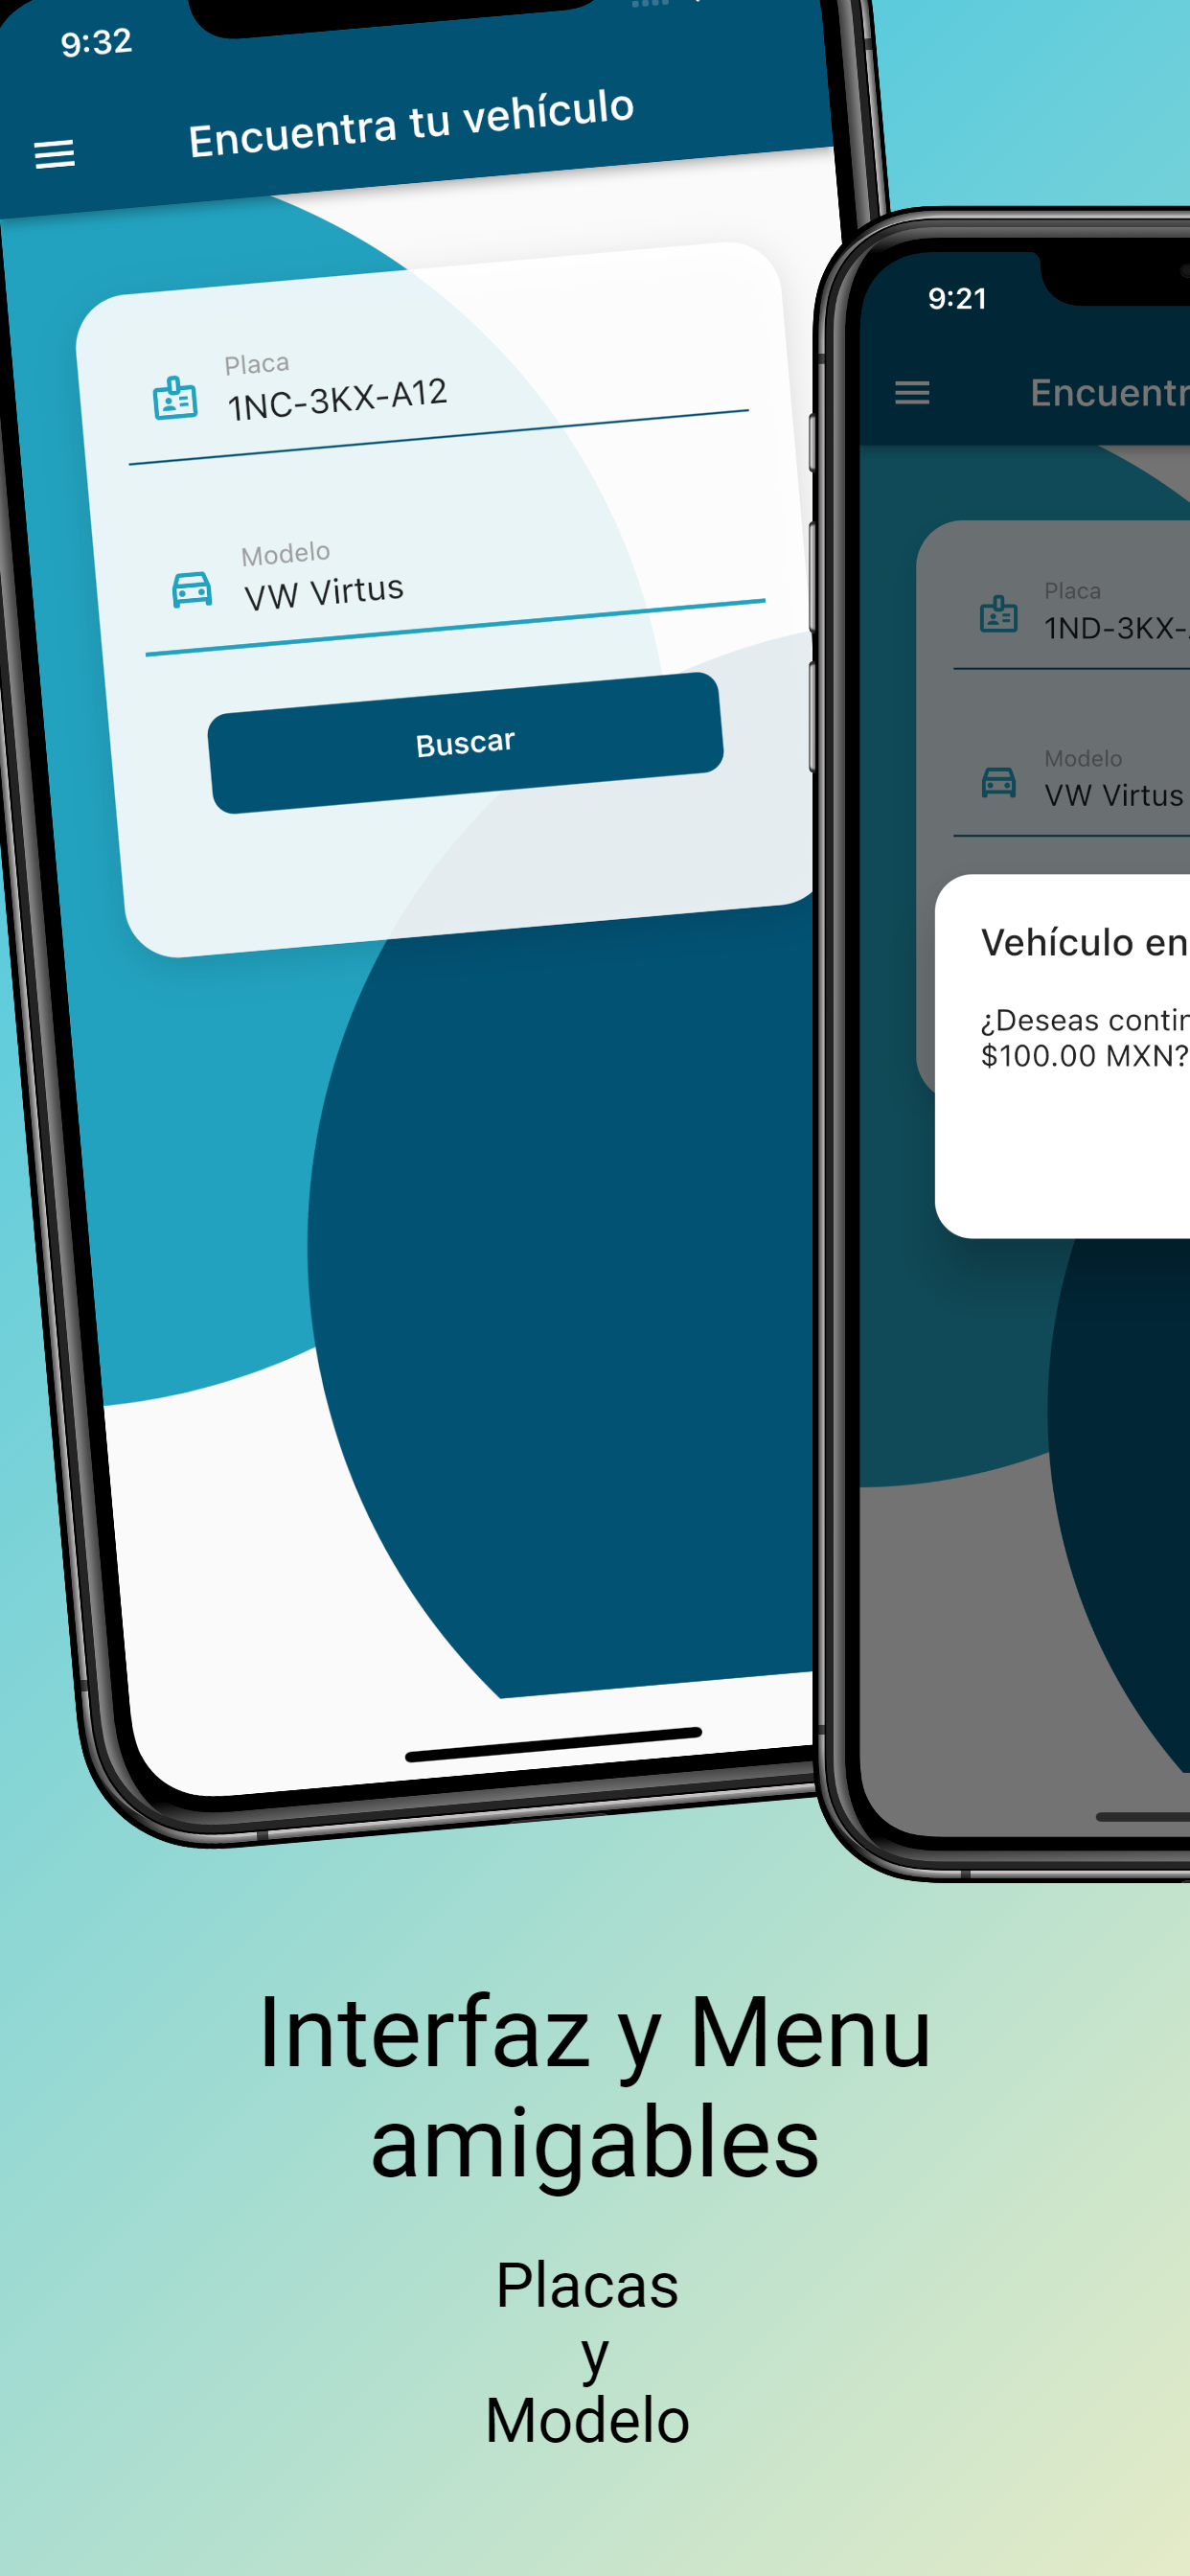 9:32
Encuentra tu vehículo
Placa
1NC-3KX-A12
Modelo
VW Virtus
Buscar
9:21
Encuentr
Placa
1ND-3KX-
Modelo
VW Virtus
Vehículo en
¿Deseas contin
$100.00 MXN?
Interfaz y Menu
amigables
Placas
y
Modelo